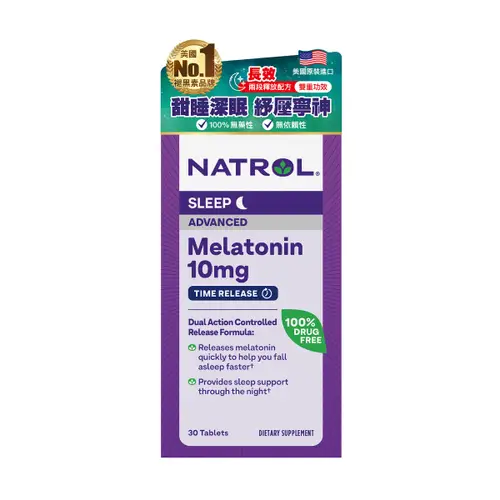 美國
No.1
褪黑素品牌
長效
兩段釋放配方
雙重功效
美國原裝進口
甜睡深眠 紓壓寧神
100%無藥性
無依賴性
NATROL®
SLEEP
ADVANCED
Melatonin
10mg
TIME RELEASE
Dual Action Controlled
Release Formula:
Releases melatonin
quickly to help you fall
asleep faster†
Provides sleep support
through the night†
100%
DRUG
FREE
30 Tablets
DIETARY SUPPLEMENT